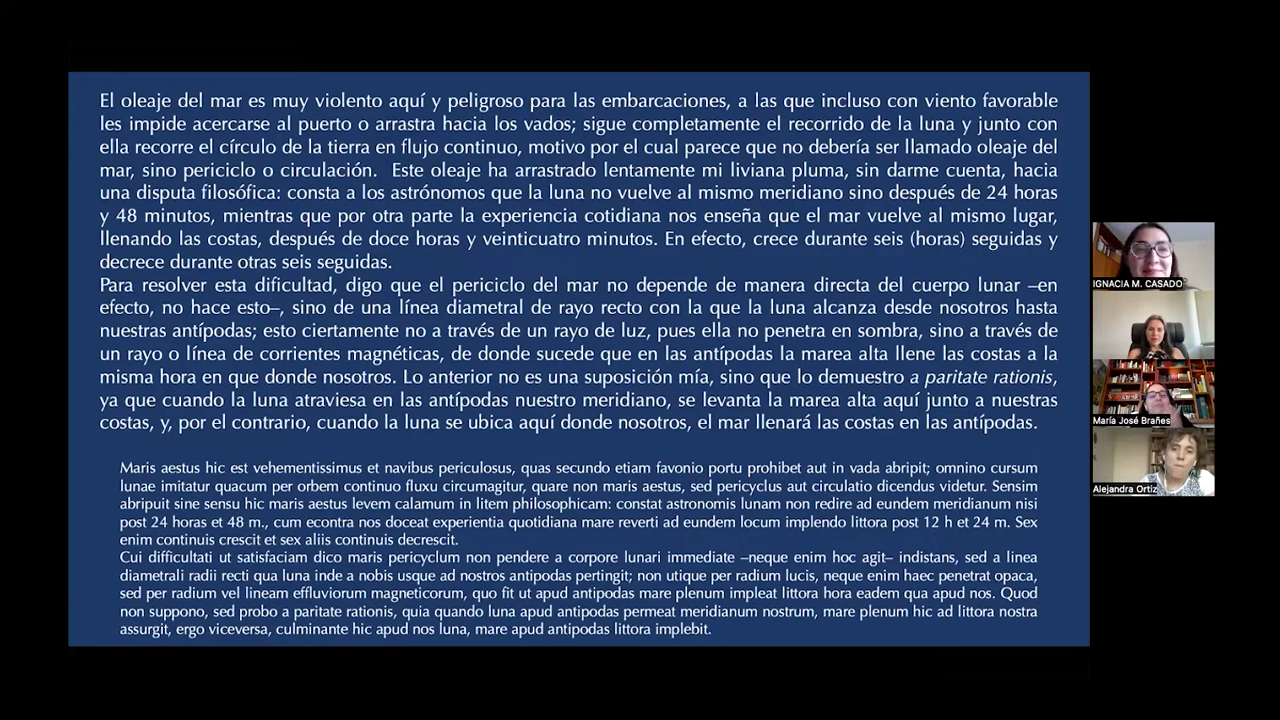 El oleaje del mar es muy violento aquí y peligroso para las embarcaciones, a las que incluso con viento favorable
les impide acercarse al puerto o arrastra hacia los vados; sigue completamente el recorrido de la luna y junto con
ella recorre el círculo de la tierra en flujo continuo, motivo por el cual parece que no debería ser llamado oleaje del
mar, sino periciclo o circulación. Este oleaje ha arrastrado lentamente mi liviana pluma, sin darme cuenta, hacia
una disputa filosófica: consta a los astrónomos que la luna no vuelve al mismo meridiano sino después de 24 horas
y 48 minutos, mientras que por otra parte la experiencia cotidiana nos enseña que el mar vuelve al mismo lugar,
llenando las costas, después de doce horas y veinticuatro minutos. En efecto, crece durante seis (horas) seguidas y
decrece durante otras seis seguidas.
Para resolver esta dificultad, digo que el periciclo del mar no depende de manera directa del cuerpo lunar –en
efecto, no hace esto–, sino de una línea diametral de rayo recto con la que la luna alcanza desde nosotros hasta
nuestras antípodas; esto ciertamente no a través de un rayo de luz, pues ella no penetra en sombra, sino a través de
un rayo o línea de corrientes magnéticas, de donde sucede que en las antípodas la marea alta llene las costas a la
misma hora en que donde nosotros. Lo anterior no es una suposición mía, sino que lo demuestro a paritate rationis,
ya que cuando la luna atraviesa en las antípodas nuestro meridiano, se levanta la marea alta aquí junto a nuestras
costas, y, por el contrario, cuando la luna se ubica aquí donde nosotros, el mar llenará las costas en las antípodas.
Maris aestus hic est vehementissimus et navibus periculosus, quas secundo etiam favonio portu prohibet aut in vada abripit; omnino cursum
lunae imitatur quacum per orbem continuo fluxu circumagitur, quare non maris aestus, sed pericyclus aut circulatio dicendus videtur. Sensim
abripuit sine sensu hic maris aestus levem calamum in litem philosophicam: constat astronomis lunam non redire ad eundem meridianum nisi
post 24 horas et 48 m., cum econtra nos doceat experientia quotidiana mare reverti ad eundem locum implendo littora post 12 h et 24 m. Sex
enim continuis crescit et sex aliis continuis decrescit.
Cui difficultati ut satisfaciam dico maris pericyclum non pendere a corpore lunari immediate –neque enim hoc agit– indistans, sed a linea
diametrali radii recti qua luna inde a nobis usque ad nostros antipodas pertingit; non utique per radium lucis, neque enim haec penetrat opaca,
sed per radium vel lineam effluviorum magneticorum, quo fit ut apud antipodas mare plenum impleat littora hora eadem qua apud nos. Quod
non suppono, sed probo a paritate rationis, quia quando luna apud antipodas permeat meridianum nostrum, mare plenum hic ad littora nostra
assurgit, ergo viceversa, culminante hic apud nos luna, mare apud antipodas littora implebit.
IGNACIA M. CASADO
María José Brañes
Alejandra Ortiz